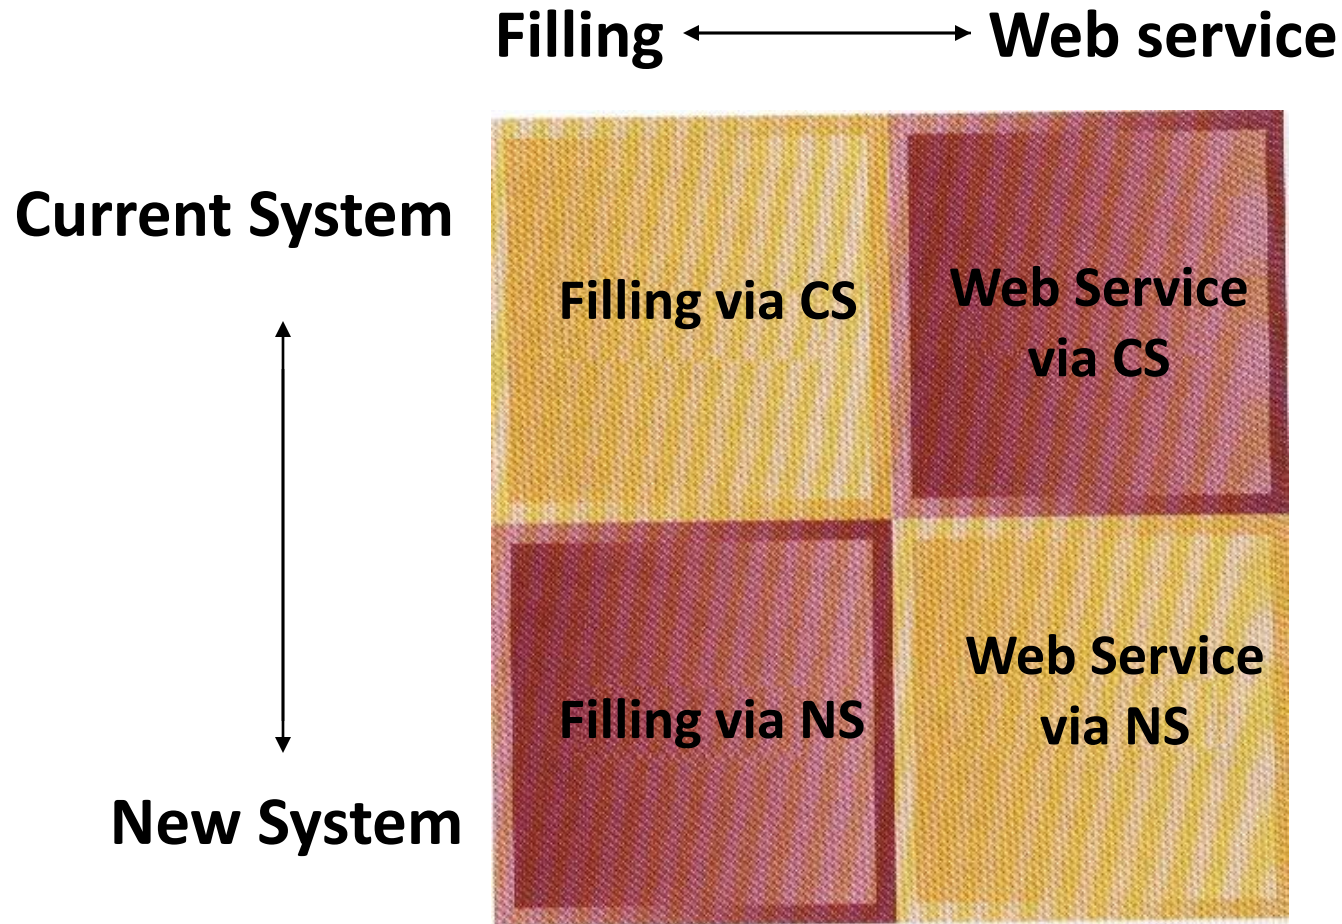 Filling Web service
Current System
Filling via CS
Web Service
via CS
Filling via NS
Web Service
via NS
New System